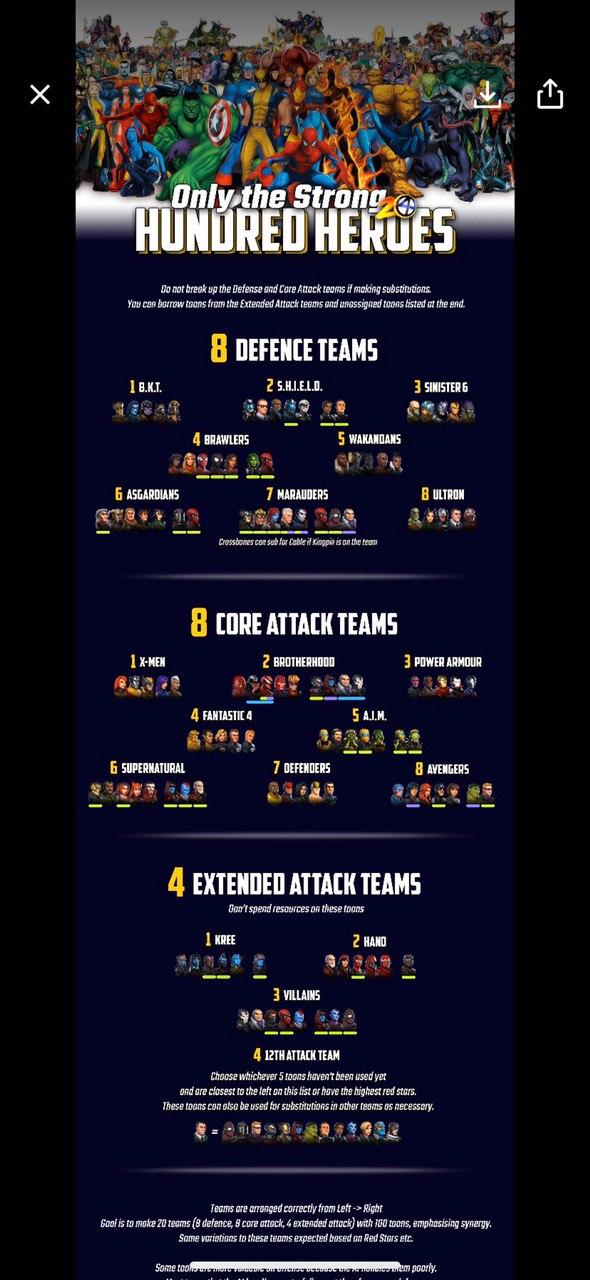 Only the Strong
24
HUNDRED HEROES
Do not break up the Defense and Core Attack teams if making substitutions.
You can borrow toons from the Extended Attack teams and unassigned toons listed at the end.
8 DEFENCE TEAMS
1 B.K.T.
2 S.H.I.E.L.D.
3 SINISTER 6
4 BRAWLERS
5 WAKANDANS
6 ASGARDIANS
7 MARAUDERS
8 ULTRON
Crossbones can sub for Cable if Kingpin is on the team
8 CORE ATTACK TEAMS
1 X-MEN
2 BROTHERHOOD
3 POWER ARMOUR
4 FANTASTIC 4
5 A.I.M.
6 SUPERNATURAL
7 DEFENDERS
8 AVENGERS
4 EXTENDED ATTACK TEAMS
Don't spend resources on these toons
1 KREE
2 HAND
3 VILLAINS
4 12TH ATTACK TEAM
Choose whichever 5 toons haven't been used yet
and are closest to the left on this list or have the highest red stars.
These toons can also be used for substitutions in other teams as necessary.
=
Teams are arranged correctly from Left -> Right
Goal is to make 20 teams (8 defence, 8 core attack, 4 extended attack) with 100 toons, emphasising synergy.
Some variations to these teams expected based on Red Stars etc.
Some toons are more valuable on offense because the AI handles them poorly.